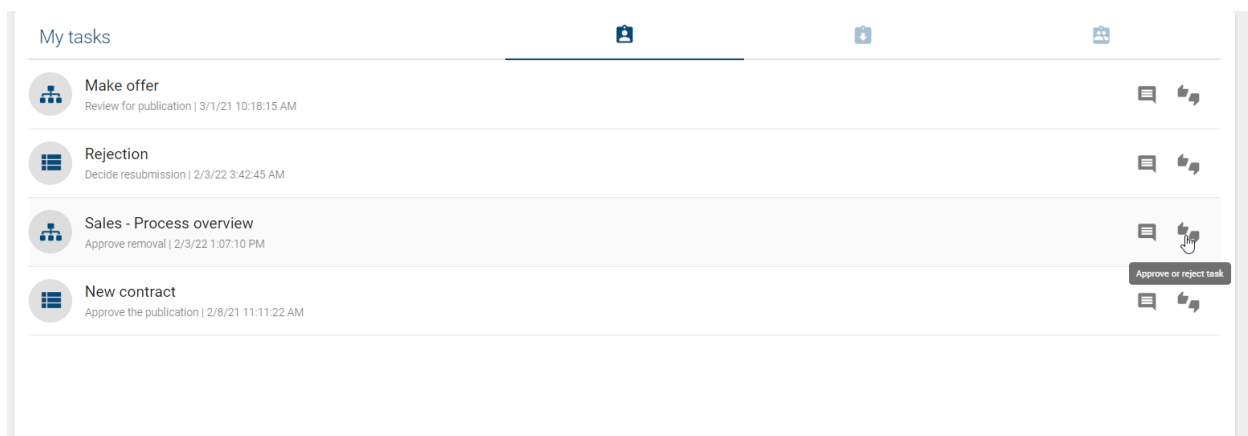 My tasks
Make offer
Review for publication | 3/1/21 10:18:15 AM
Rejection
Decide resubmission | 2/3/22 3:42:45 AM
Sales - Process overview
Approve removal | 2/3/22 1:07:10 PM
Approve or reject task
New contract
Approve the publication | 2/8/21 11:11:22 AM